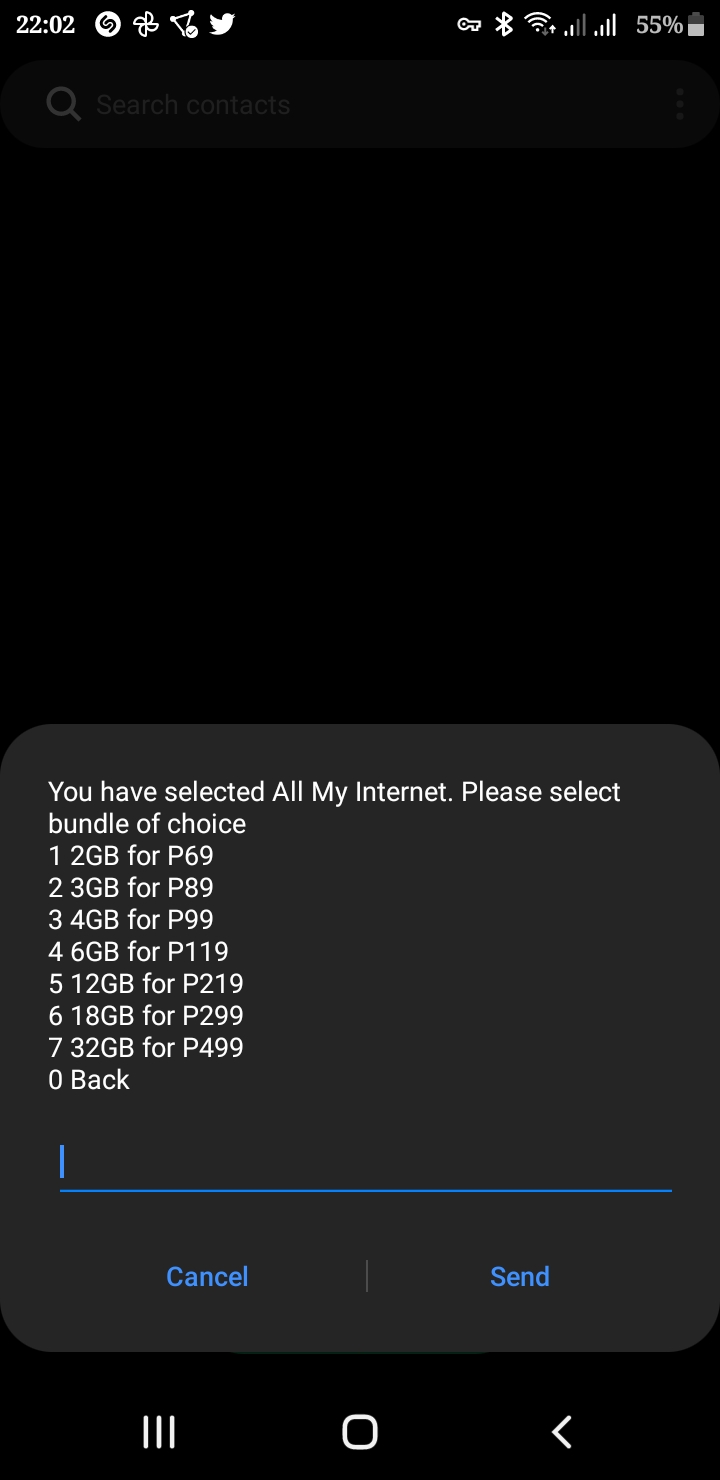 22:02 55%
Search contacts
You have selected All My Internet. Please select
bundle of choice
1 2GB for P69
2 3GB for P89
3 4GB for P99
4 6GB for P119
5 12GB for P219
6 18GB for P299
7 32GB for P499
0 Back
Cancel Send